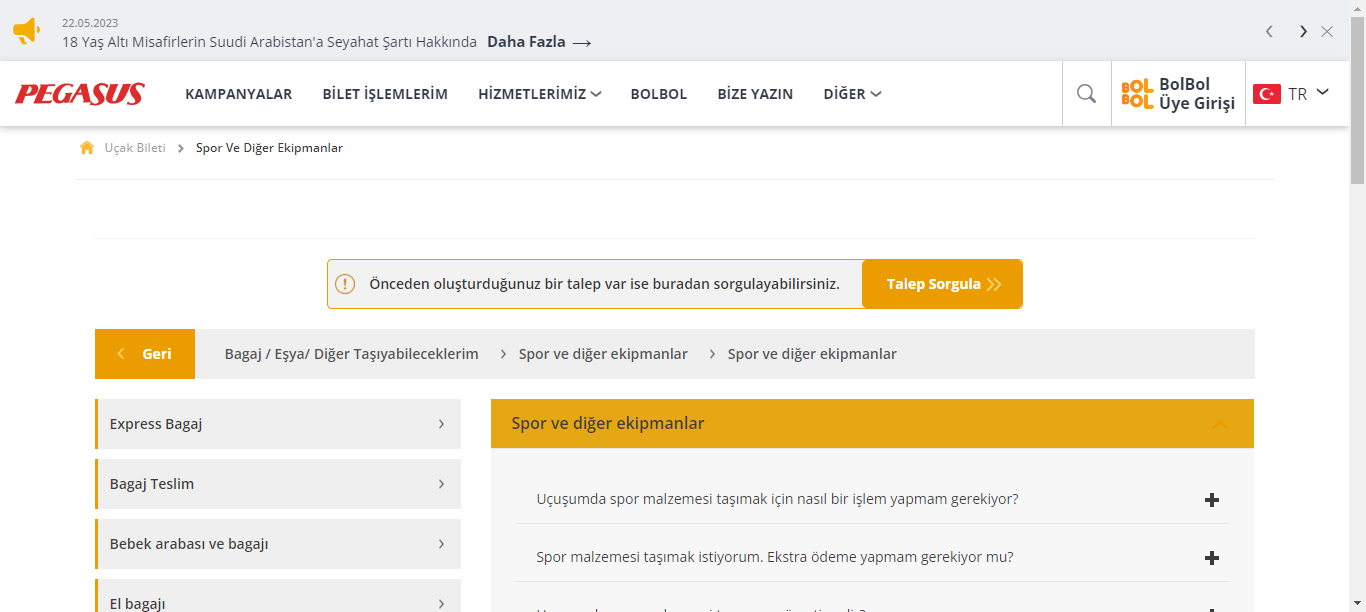 22.05.2023
18 Yaş Altı Misafirlerin Suudi Arabistan'a Seyahat Şartı Hakkında Daha Fazla
PEGASUS
KAMPANYALAR BİLET İŞLEMLERİM HİZMETLERİMİZ BOLBOL BİZE YAZIN DİĞER
BOL BOL
BolBol Üye Girişi
TR
Uçak Bileti Spor Ve Diğer Ekipmanlar
Önceden oluşturduğunuz bir talep var ise buradan sorgulayabilirsiniz. Talep Sorgula
Geri Bagaj / Eşya/ Diğer Taşıyabileceklerim Spor ve diğer ekipmanlar Spor ve diğer ekipmanlar
Express Bagaj
Bagaj Teslim
Bebek arabası ve bagajı
El bagajı
Spor ve diğer ekipmanlar
Uçuşumda spor malzemesi taşımak için nasıl bir işlem yapmam gerekiyor?
Spor malzemesi taşımak istiyorum. Ekstra ödeme yapmam gerekiyor mu?